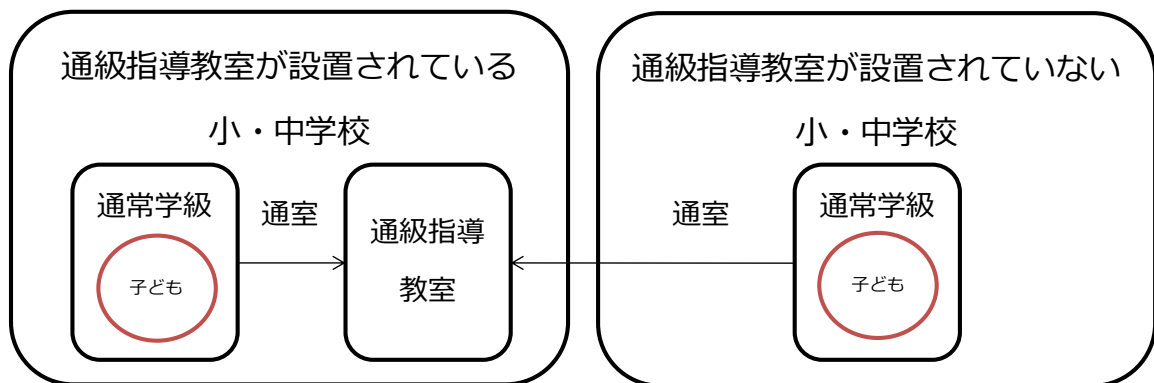 通級指導教室が設置されている
小・中学校
通常学級
子ども
通室
通級指導
教室
通級指導教室が設置されていない
小・中学校
通室
通常学級
子ども